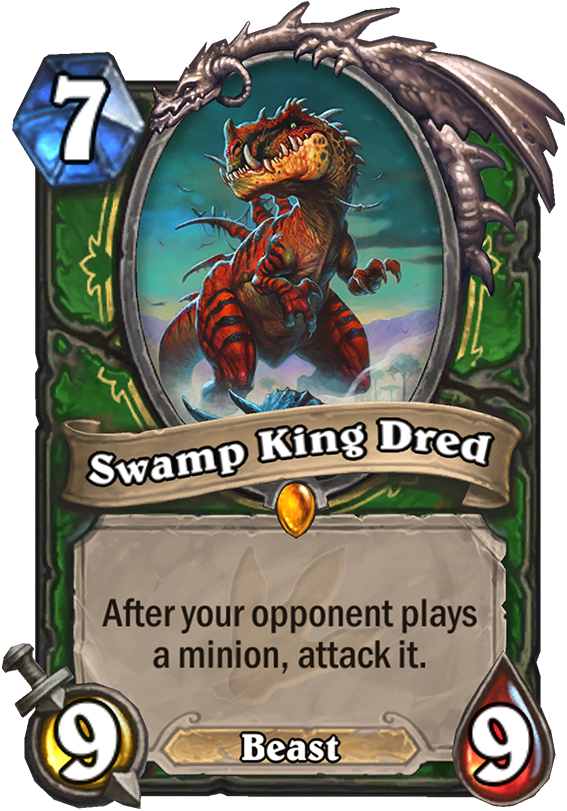 7
Swamp King Dred
After your opponent plays
a minion, attack it.
9
Beast
9